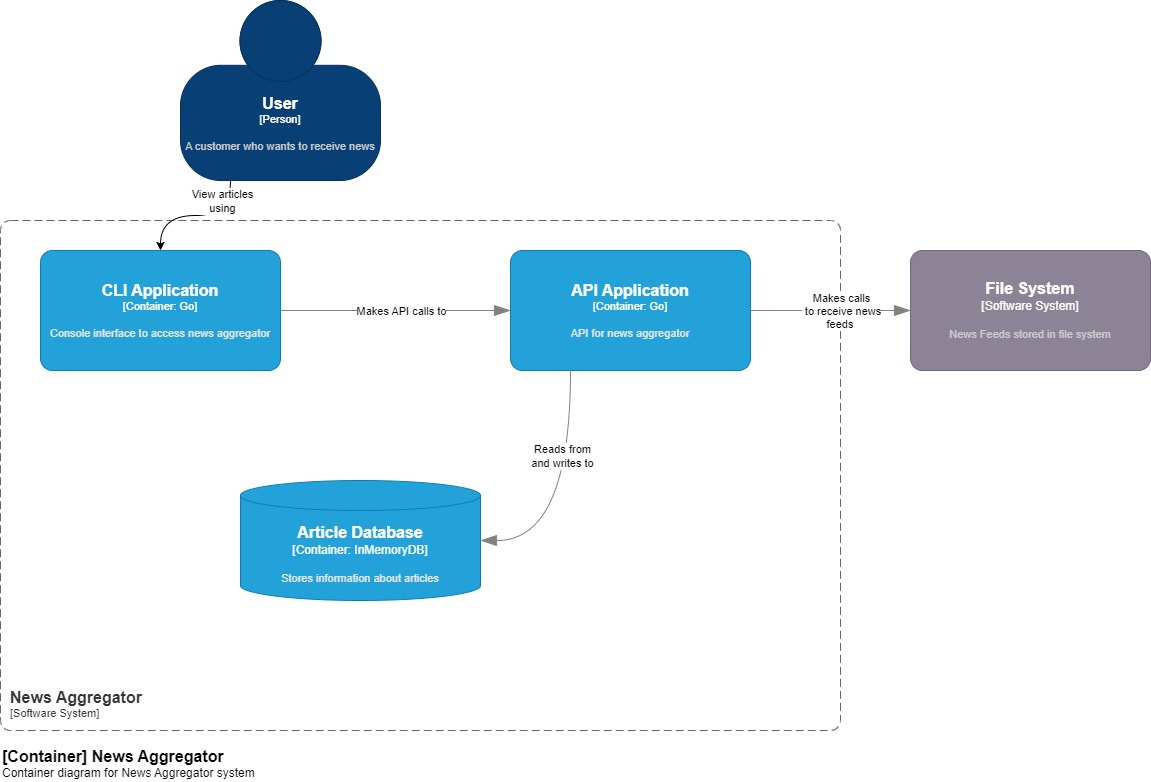 User
[Person]
A customer who wants to receive news
View articles
using
CLI Application
[Container: Go]
Console interface to access news aggregator
Makes API calls to
API Application
[Container: Go]
API for news aggregator
Makes calls
to receive news
feeds
File System
[Software System]
News Feeds stored in file system
Reads from
and writes to
Article Database
[Container: InMemoryDB]
Stores information about articles
News Aggregator
[Software System]
[Container] News Aggregator
Container diagram for News Aggregator system